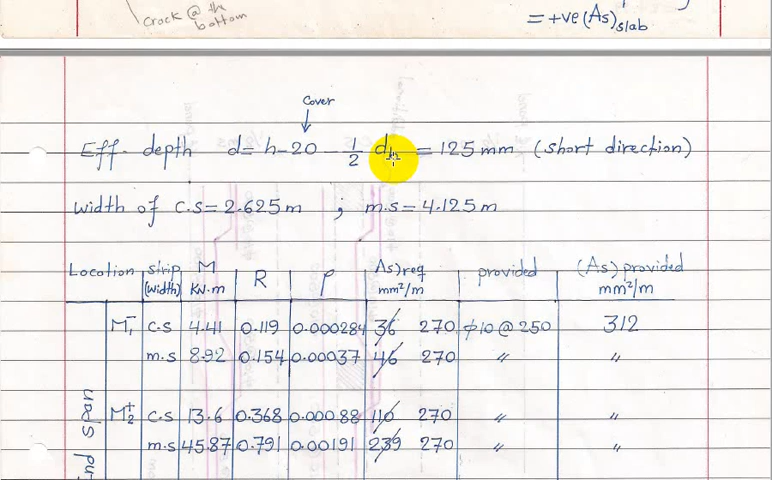 Crack @ the
bottom
= +ve (As)slab
Cover
Eff. depth d = h - 20 - 1/2 db = 125 mm (short direction)
width of c.s = 2.625 m ; m.s = 4.125 m
Location strip (width) M KN.m R ρ As)req mm²/m provided (As) provided mm²/m
M₁⁻ c.s 4.41 0.119 0.000284 36 270 ϕ10 @ 250 312
m.s 8.92 0.154 0.00037 46 270 〃 〃
M₂⁺ c.s 13.6 0.368 0.00088 110 270 〃 〃
m.s 45.87 0.791 0.00191 239 270 〃 〃
span